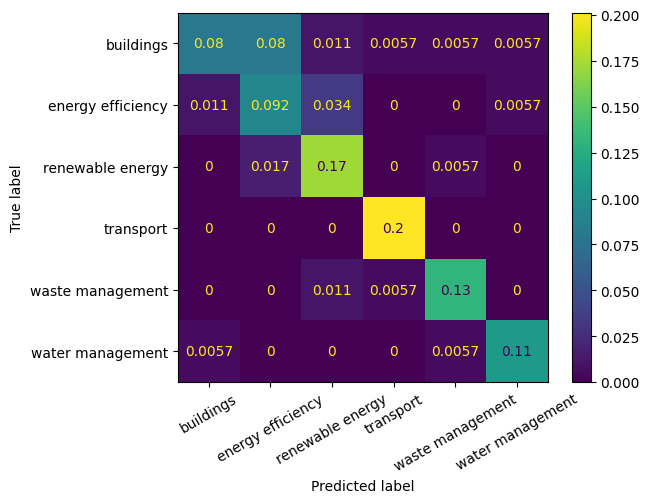 buildings 0.08 0.08 0.011 0.0057 0.0057 0.0057
energy efficiency 0.011 0.092 0.034 0 0 0.0057
renewable energy 0 0.017 0.17 0 0.0057 0
transport 0 0 0 0.2 0 0
waste management 0 0 0.011 0.0057 0.13 0
water management 0.0057 0 0 0 0.0057 0.11
True label
buildings
energy efficiency
renewable energy
transport
waste management
water management
Predicted label
0.200
0.175
0.150
0.125
0.100
0.075
0.050
0.025
0.000